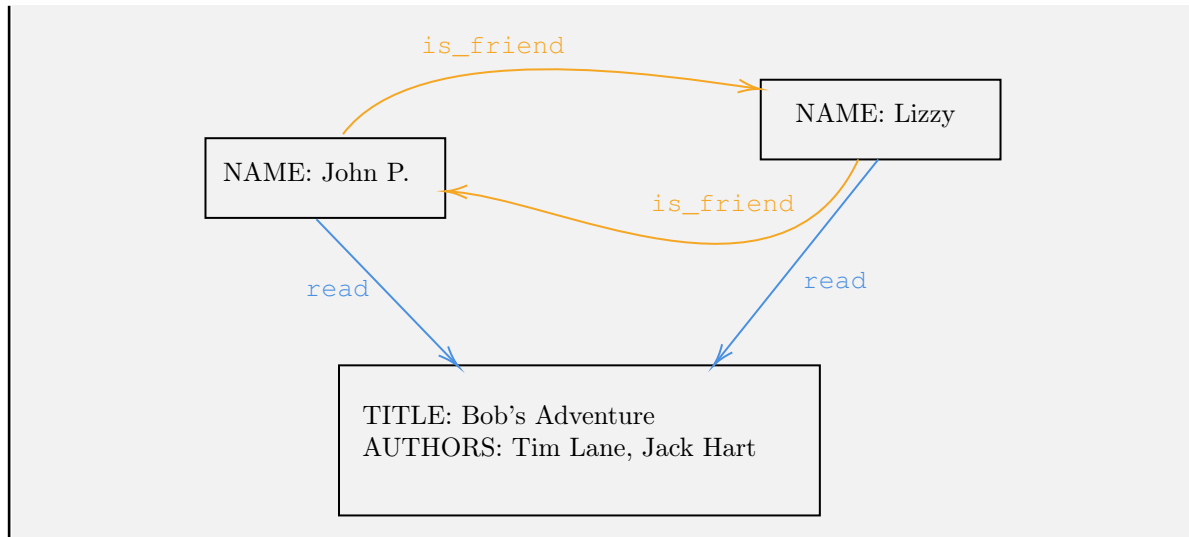 is_friend
NAME: Lizzy
NAME: John P.
is_friend
read
read
TITLE: Bob's Adventure
AUTHORS: Tim Lane, Jack Hart